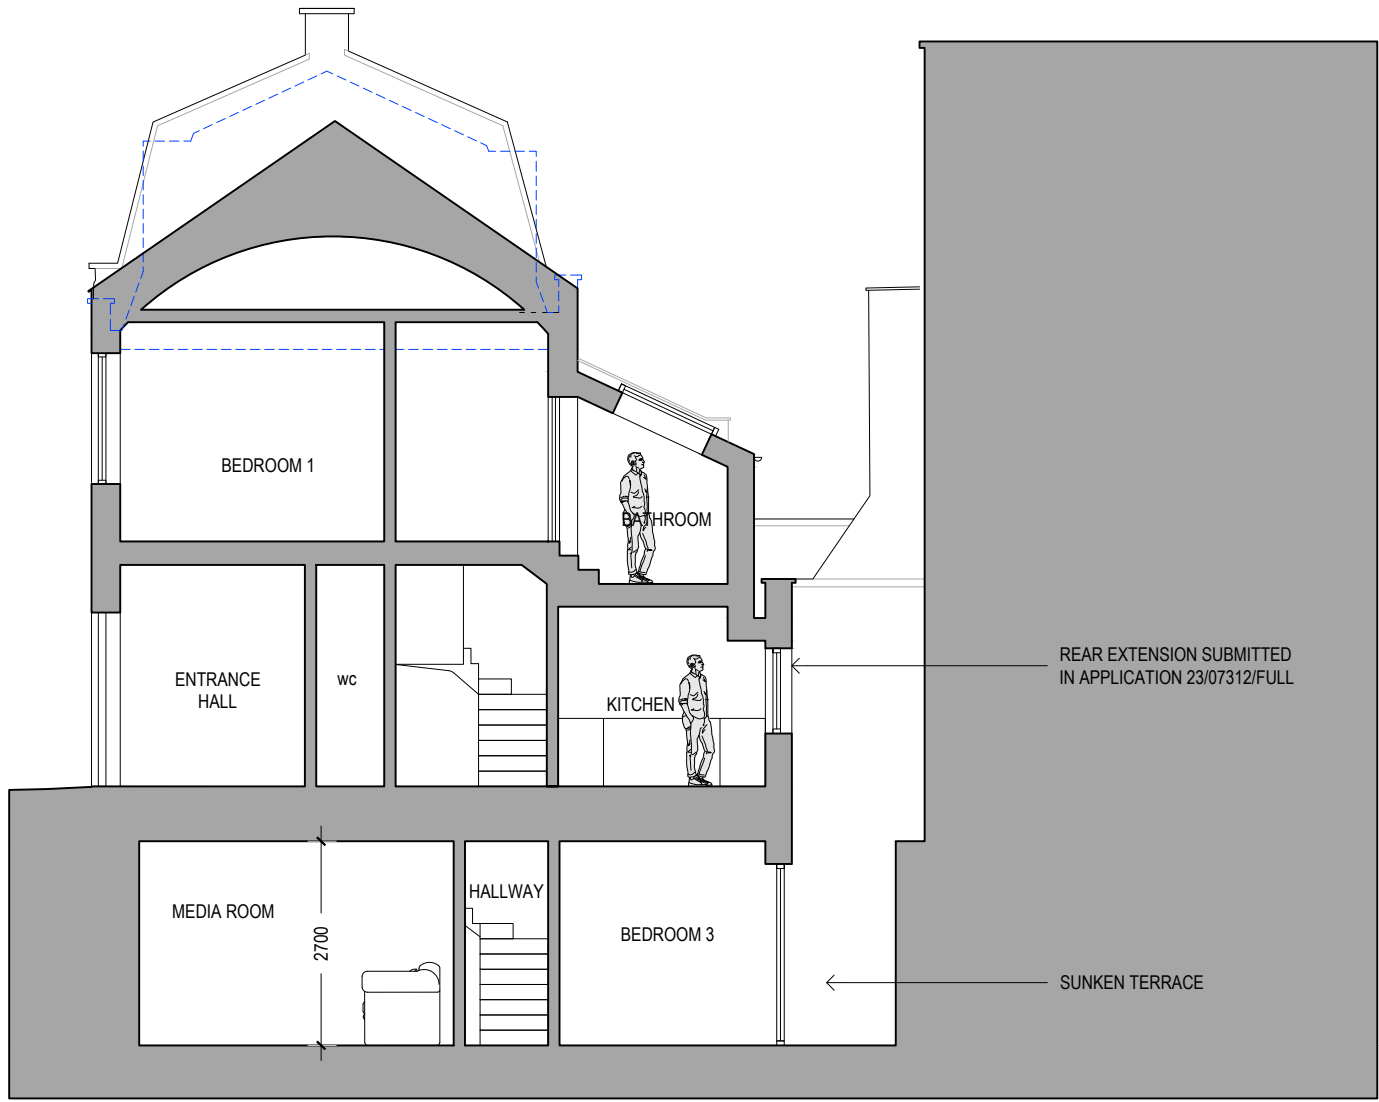 BEDROOM 1
BATHROOM
ENTRANCE
HALL
WC
KITCHEN
REAR EXTENSION SUBMITTED
IN APPLICATION 23/07312/FULL
MEDIA ROOM
2700
HALLWAY
BEDROOM 3
SUNKEN TERRACE